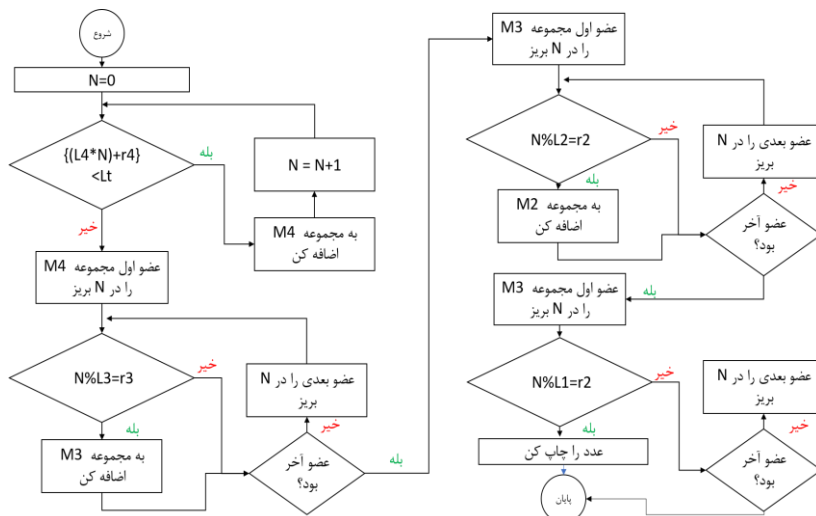 شروع
N=0
{(L4*N)+r4}
<Lt
بله
خیر
N = N+1
به مجموعه M4
اضافه کن
عضو اول مجموعه M4
را در N بریز
N%L3=r3
خیر
بله
به مجموعه M3
اضافه کن
عضو بعدی را در N
بریز
خیر
عضو آخر
بود؟
بله
عضو اول مجموعه M3
را در N بریز
N%L2=r2
خیر
بله
به مجموعه M2
اضافه کن
عضو بعدی را در N
بریز
خیر
عضو آخر
بود؟
بله
عضو اول مجموعه M3
را در N بریز
N%L1=r2
خیر
بله
عدد را چاپ کن
پایان
عضو بعدی را در N
بریز
خیر
عضو آخر
بود؟